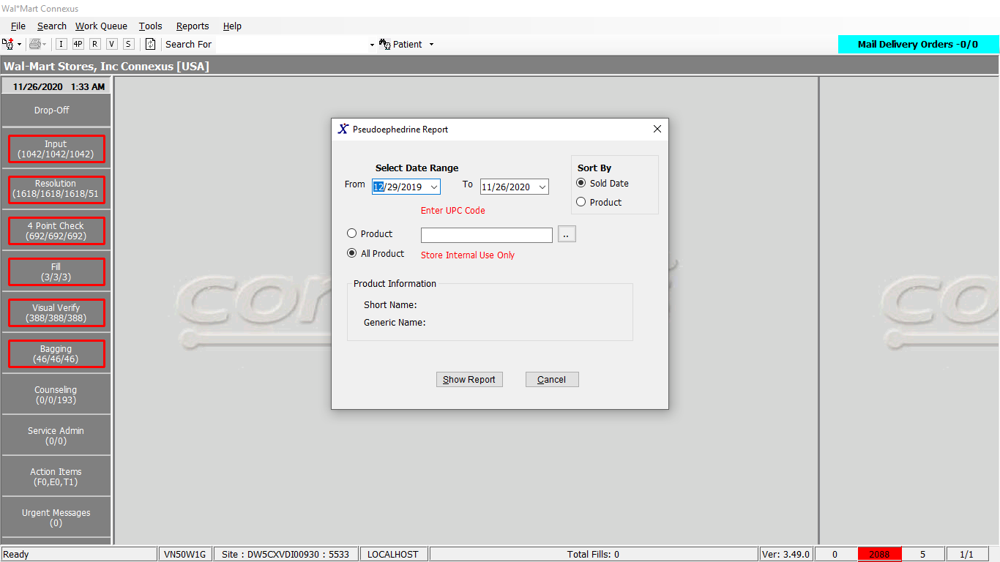 Wal*Mart Connexus
File Search Work Queue Tools Reports Help
I 4P R V S Search For Patient Mail Delivery Orders -0/0
Wal-Mart Stores, Inc Connexus [USA]
11/26/2020 1:33 AM
Drop-Off
Input
(1042/1042/1042)
Resolution
(1618/1618/1618/51
4 Point Check
(692/692/692)
Fill
(3/3/3)
Visual Verify
(388/388/388)
Bagging
(46/46/46)
Counseling
(0/0/193)
Service Admin
(0/0)
Action Items
(F0,E0,T1)
Urgent Messages
(0)
Pseudoephedrine Report
Select Date Range
From 12/29/2019 To 11/26/2020
Sort By
Sold Date
Product
Enter UPC Code
Product ..
All Product Store Internal Use Only
Product Information
Short Name:
Generic Name:
Show Report Cancel
con
co
Ready VN50W1G Site : DW5CXVDI00930 : 5533 LOCALHOST Total Fills: 0 Ver: 3.49.0 0 2088 5 1/1